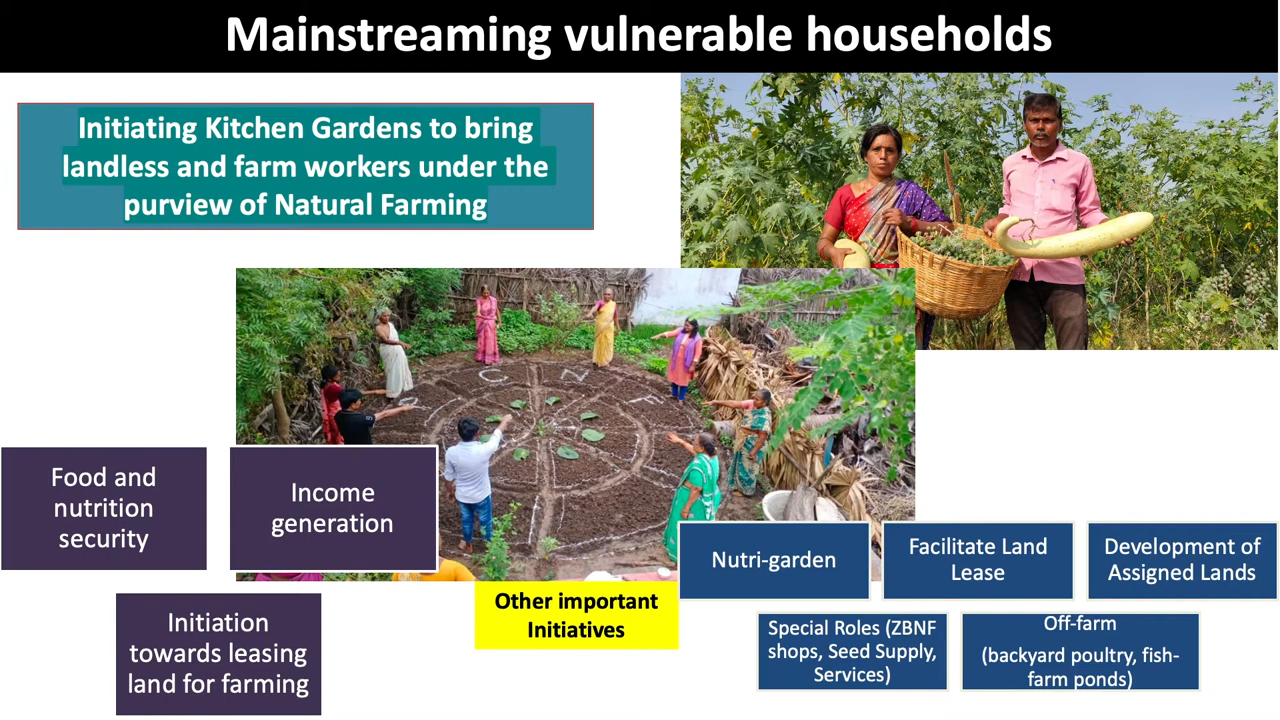 Mainstreaming vulnerable households
Initiating Kitchen Gardens to bring
landless and farm workers under the
purview of Natural Farming
C N F
Food and
nutrition
security
Income
generation
Initiation
towards leasing
land for farming
Other important
Initiatives
Nutri-garden
Facilitate Land
Lease
Development of
Assigned Lands
Special Roles (ZBNF
shops, Seed Supply,
Services)
Off-farm
(backyard poultry, fish-
farm ponds)